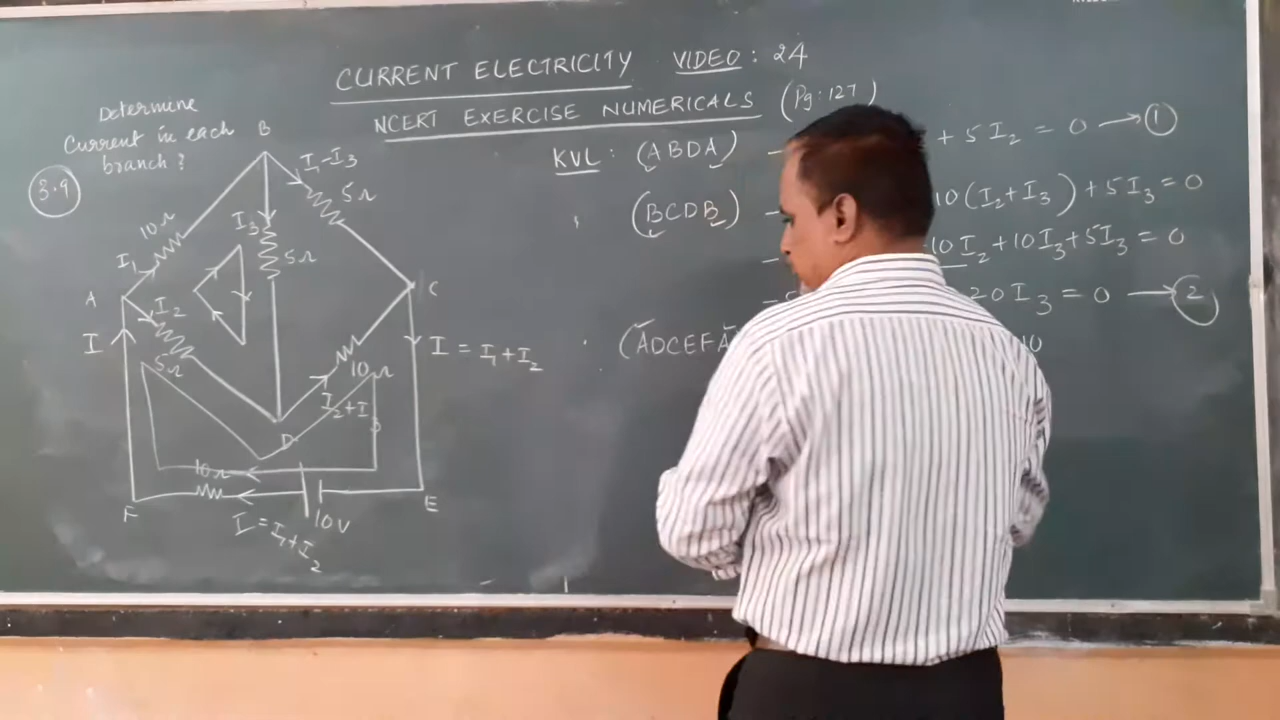 CURRENT ELECTRICITY VIDEO: 24
NCERT EXERCISE NUMERICALS (Pg: 127)
Determine
Current in each
branch?
3.9
B
I₁-I₃
5Ω
10Ω
I₃
5Ω
I₁
A
I₂
C
I
5Ω
10Ω
I = I₁+I₂
I₂+I₃
D
10Ω
F
E
10V
I = I₁+I₂
KVL: (ABDA) – + 5I₂ = 0 → 1
(BCDB) – 10(I₂+I₃) + 5I₃ = 0
– 10I₂ + 10I₃ + 5I₃ = 0
20I₃ = 0 → 2
(ADCEFA 10